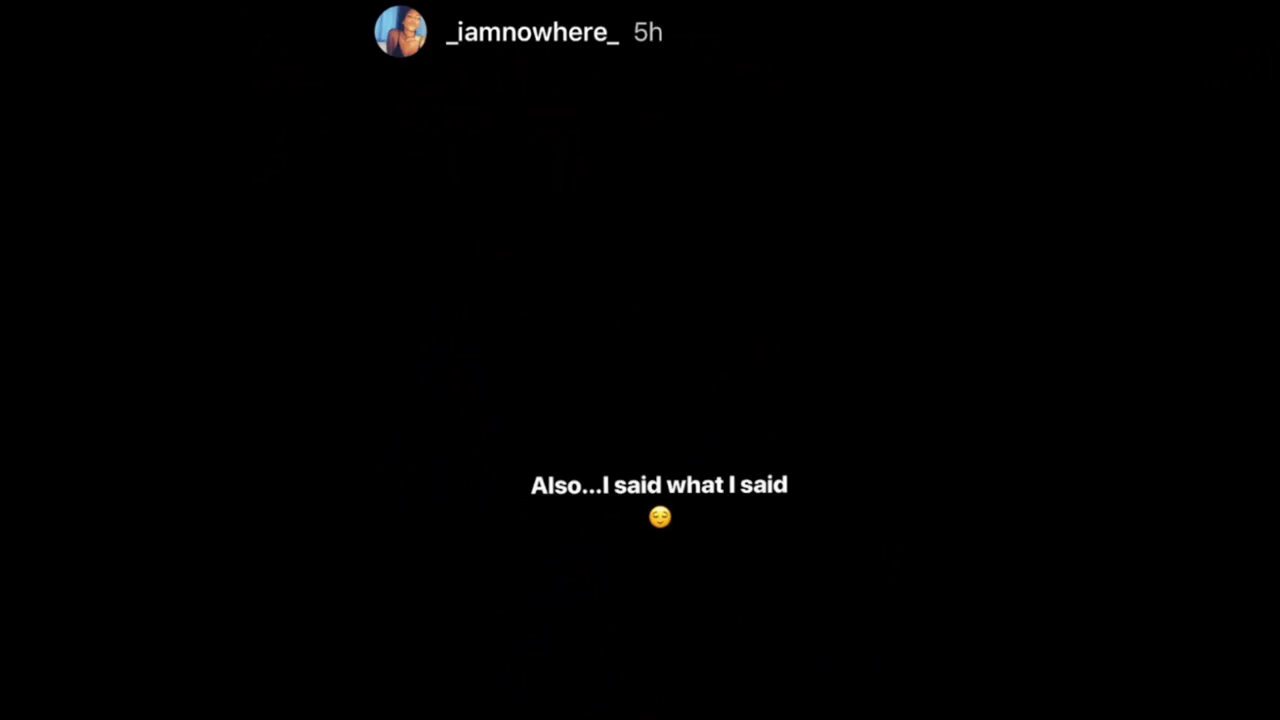 _iamnowhere_ 5h
Also...I said what I said
😌